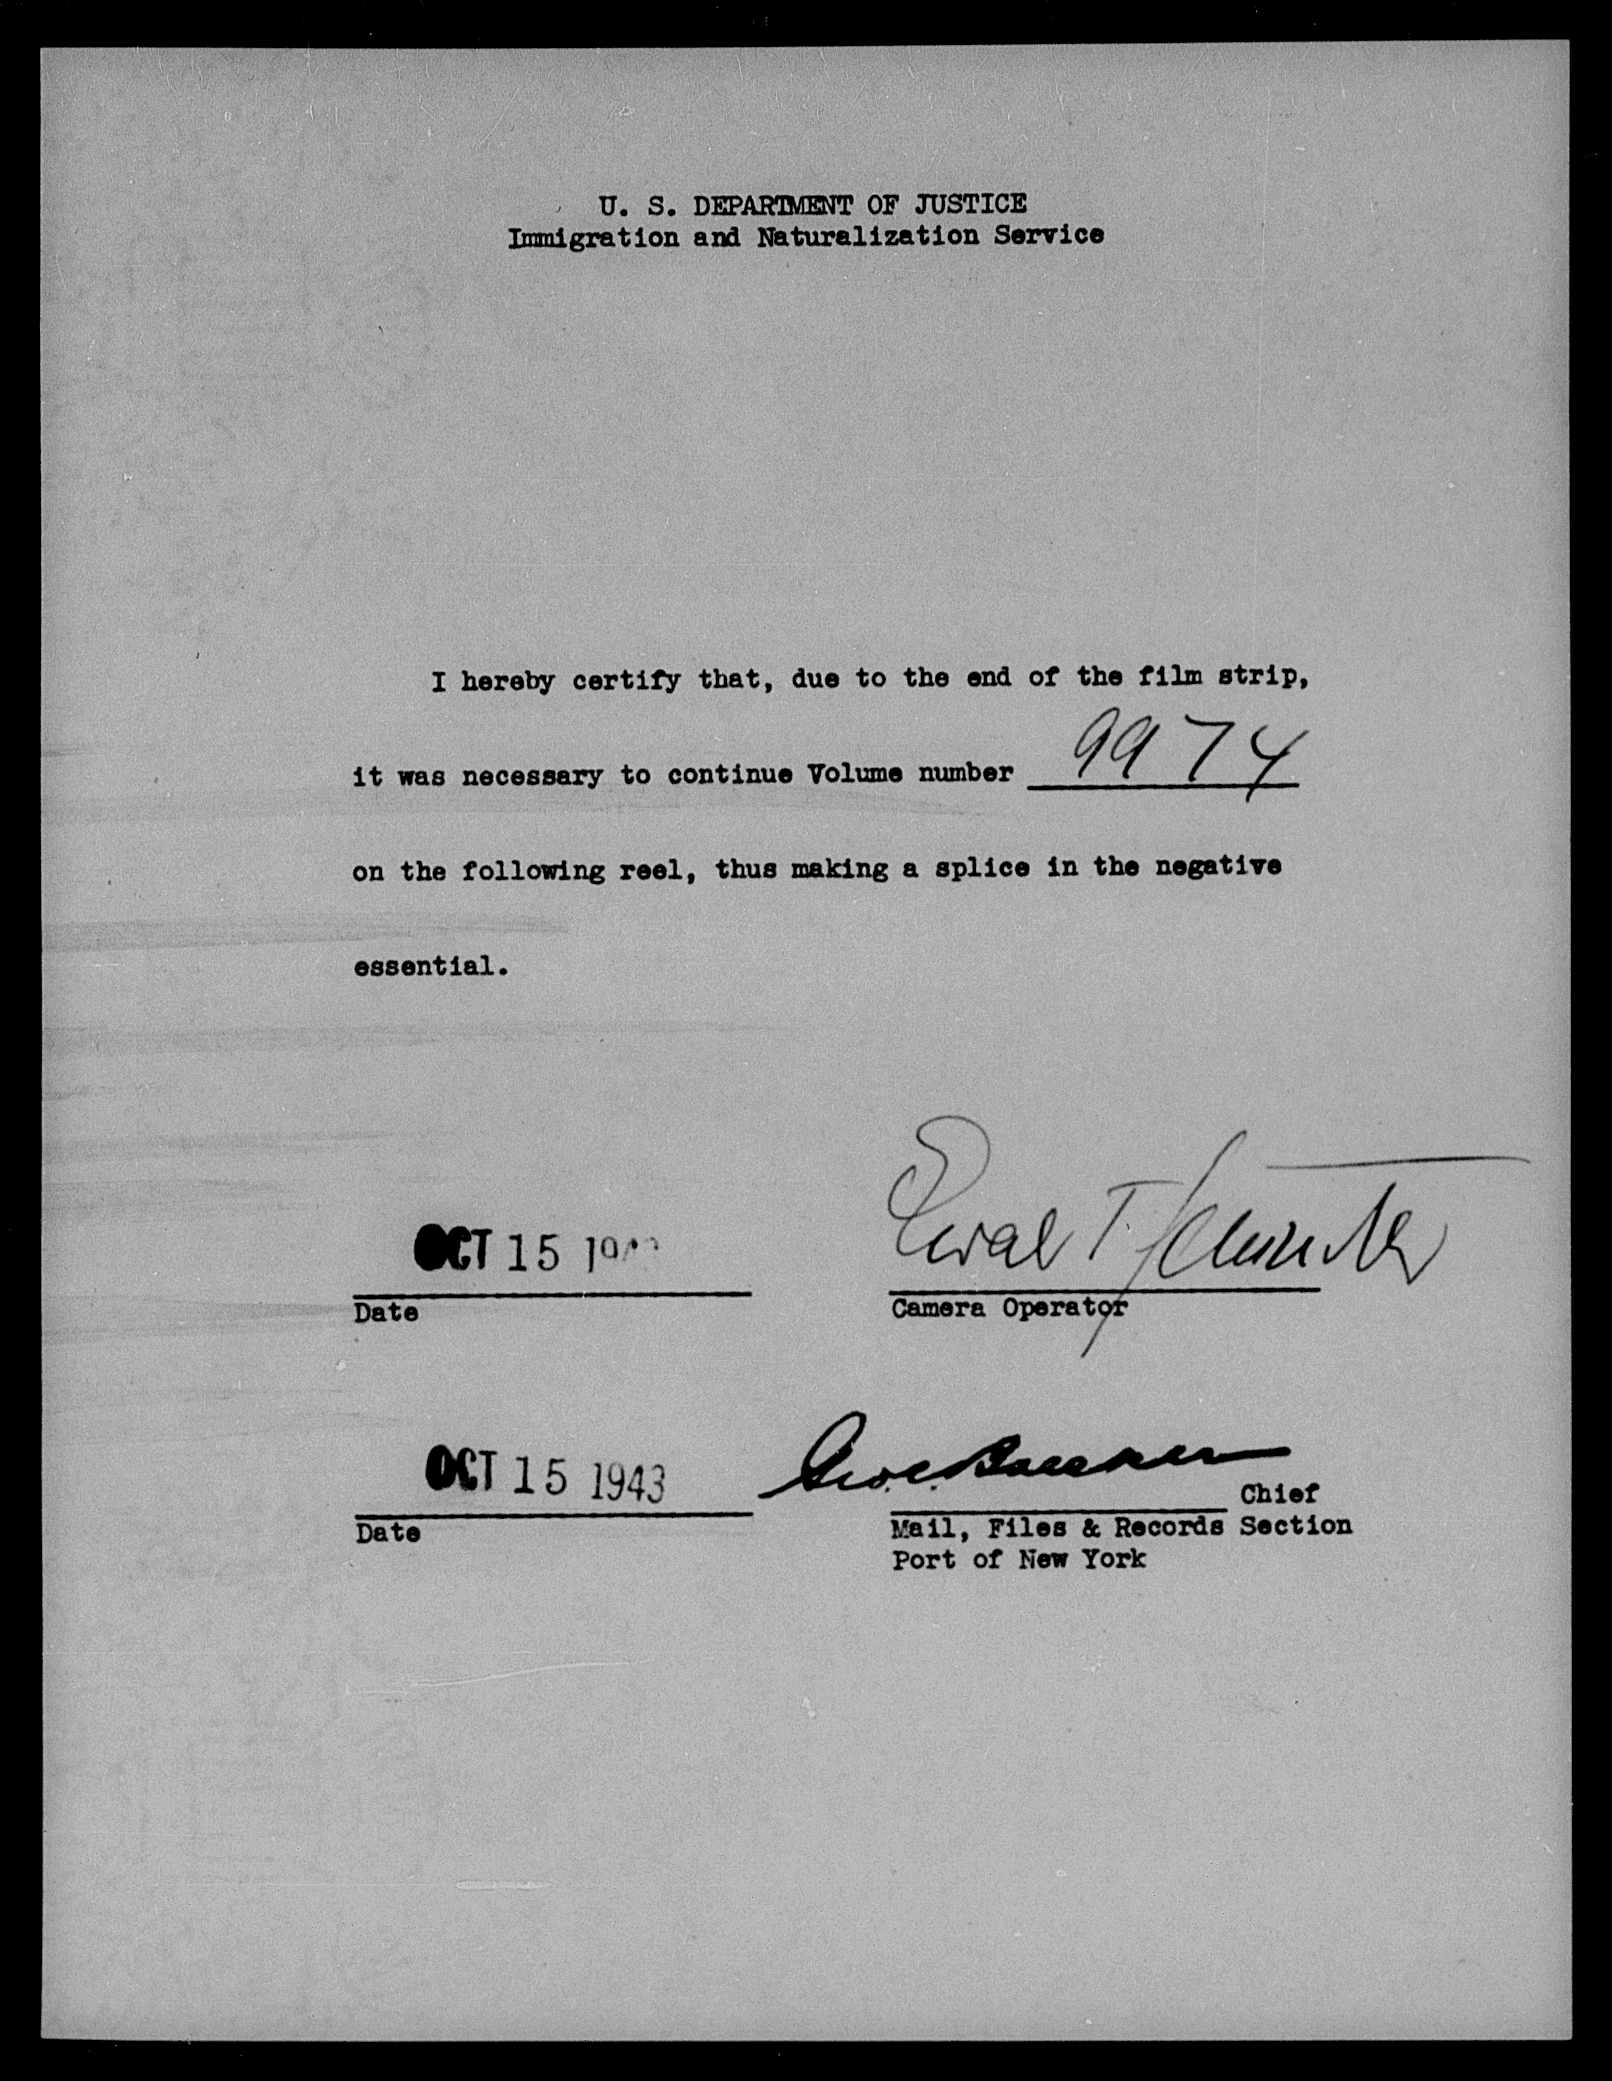 U. S. DEPARTMENT OF JUSTICE
Immigration and Naturalization Service
I hereby certify that, due to the end of the film strip,
it was necessary to continue Volume number 9974
on the following reel, thus making a splice in the negative
essential.
OCT 15
Date
Camera Operator
OCT 15 1943
Chief
Date
Mail, Files & Records Section
Port of New York